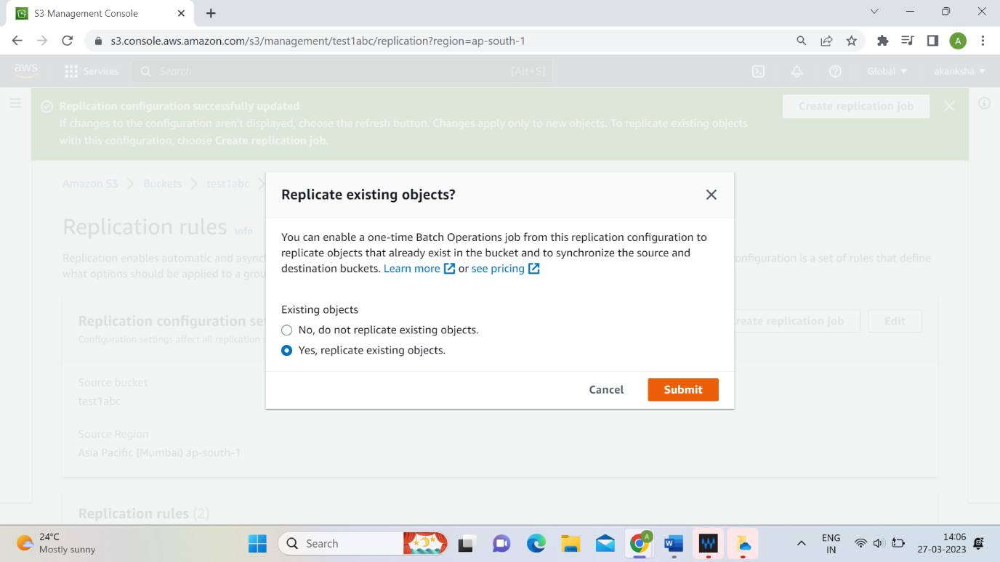 S3 Management Console
s3.console.aws.amazon.com/s3/management/test1abc/replication?region=ap-south-1
A
aws
Services
Search
[Alt+S]
Global
akanksha
Replication configuration successfully updated
If changes to the configuration aren't displayed, choose the refresh button. Changes apply only to new objects. To replicate existing objects
with this configuration, choose Create replication job.
Create replication job
Amazon S3
Buckets
test1abc
Replication rules Info
Replication enables automatic and async
onfiguration is a set of rules that define
what options should be applied to a grou
Replicate existing objects?
You can enable a one-time Batch Operations job from this replication configuration to
replicate objects that already exist in the bucket and to synchronize the source and
destination buckets. Learn more or see pricing
Existing objects
No, do not replicate existing objects.
Yes, replicate existing objects.
Cancel
Submit
Replication configuration set
Configuration settings affect all replication r
reate replication job
Edit
Source bucket
test1abc
Source Region
Asia Pacific (Mumbai) ap-south-1
Replication rules (2)
24°C
Mostly sunny
Search
A
ENG
IN
14:06
27-03-2023